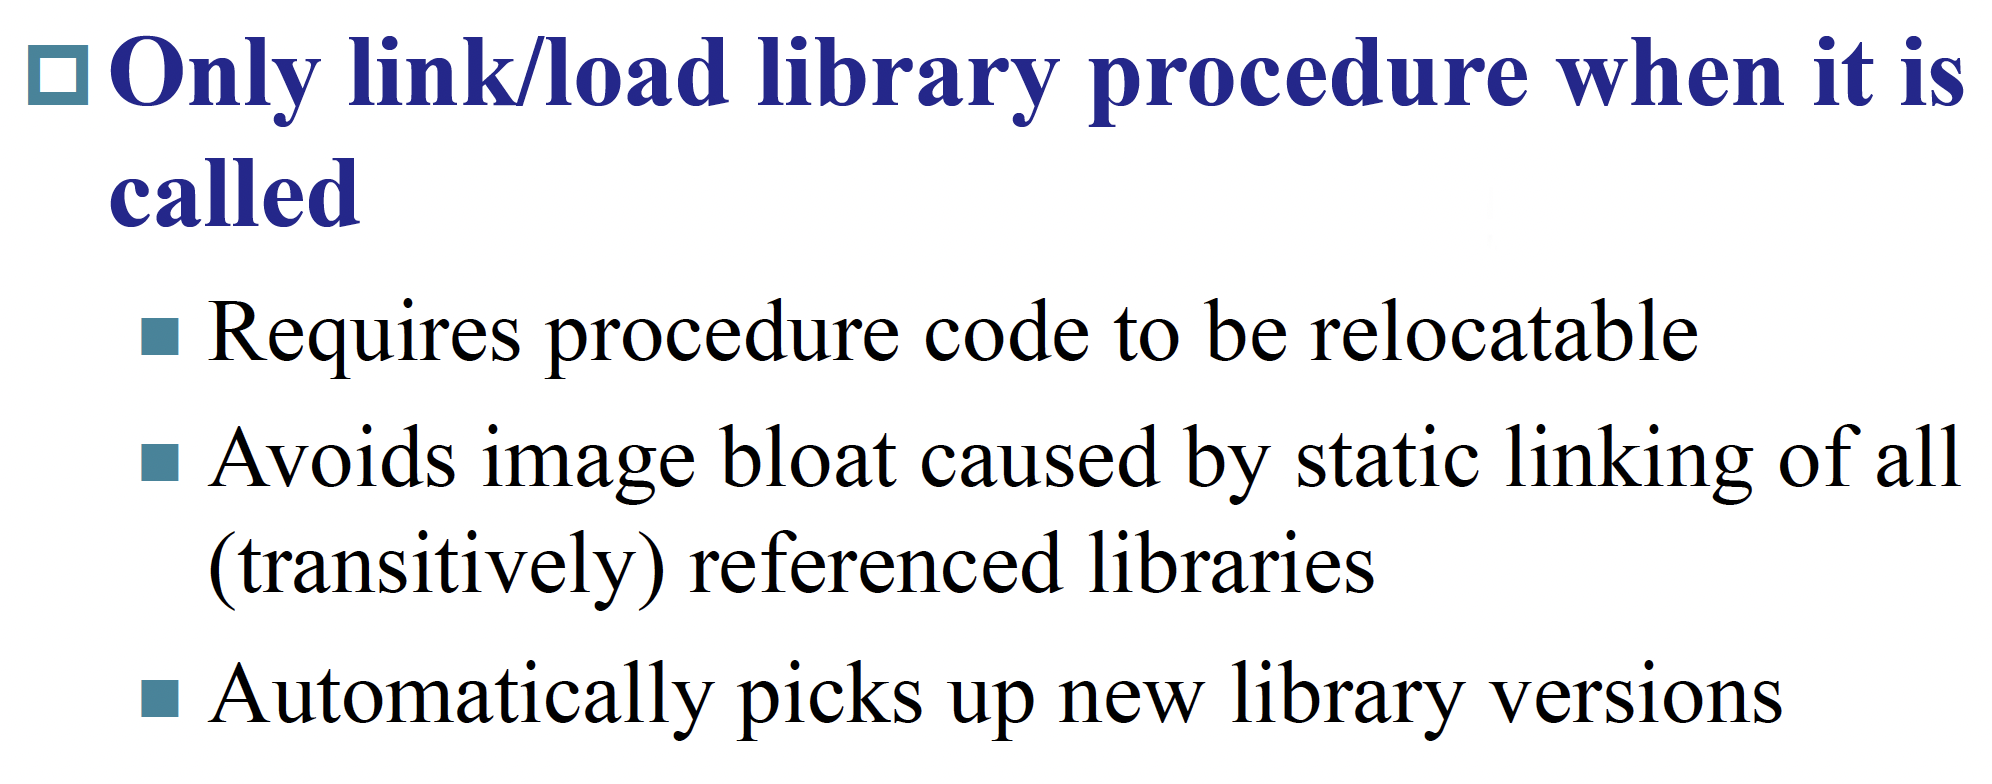 Only link/load library procedure when it is
called
Requires procedure code to be relocatable
Avoids image bloat caused by static linking of all
(transitively) referenced libraries
Automatically picks up new library versions